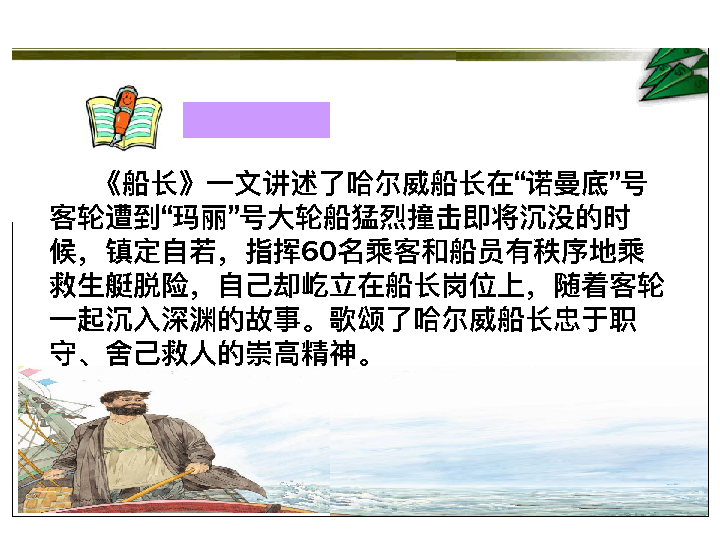 《船长》一文讲述了哈尔威船长在“诺曼底”号
客轮遭到“玛丽”号大轮船猛烈撞击即将沉没的时
候，镇定自若，指挥60名乘客和船员有秩序地乘
救生艇脱险，自己却屹立在船长岗位上，随着客轮
一起沉入深渊的故事。歌颂了哈尔威船长忠于职
守、舍己救人的崇高精神。